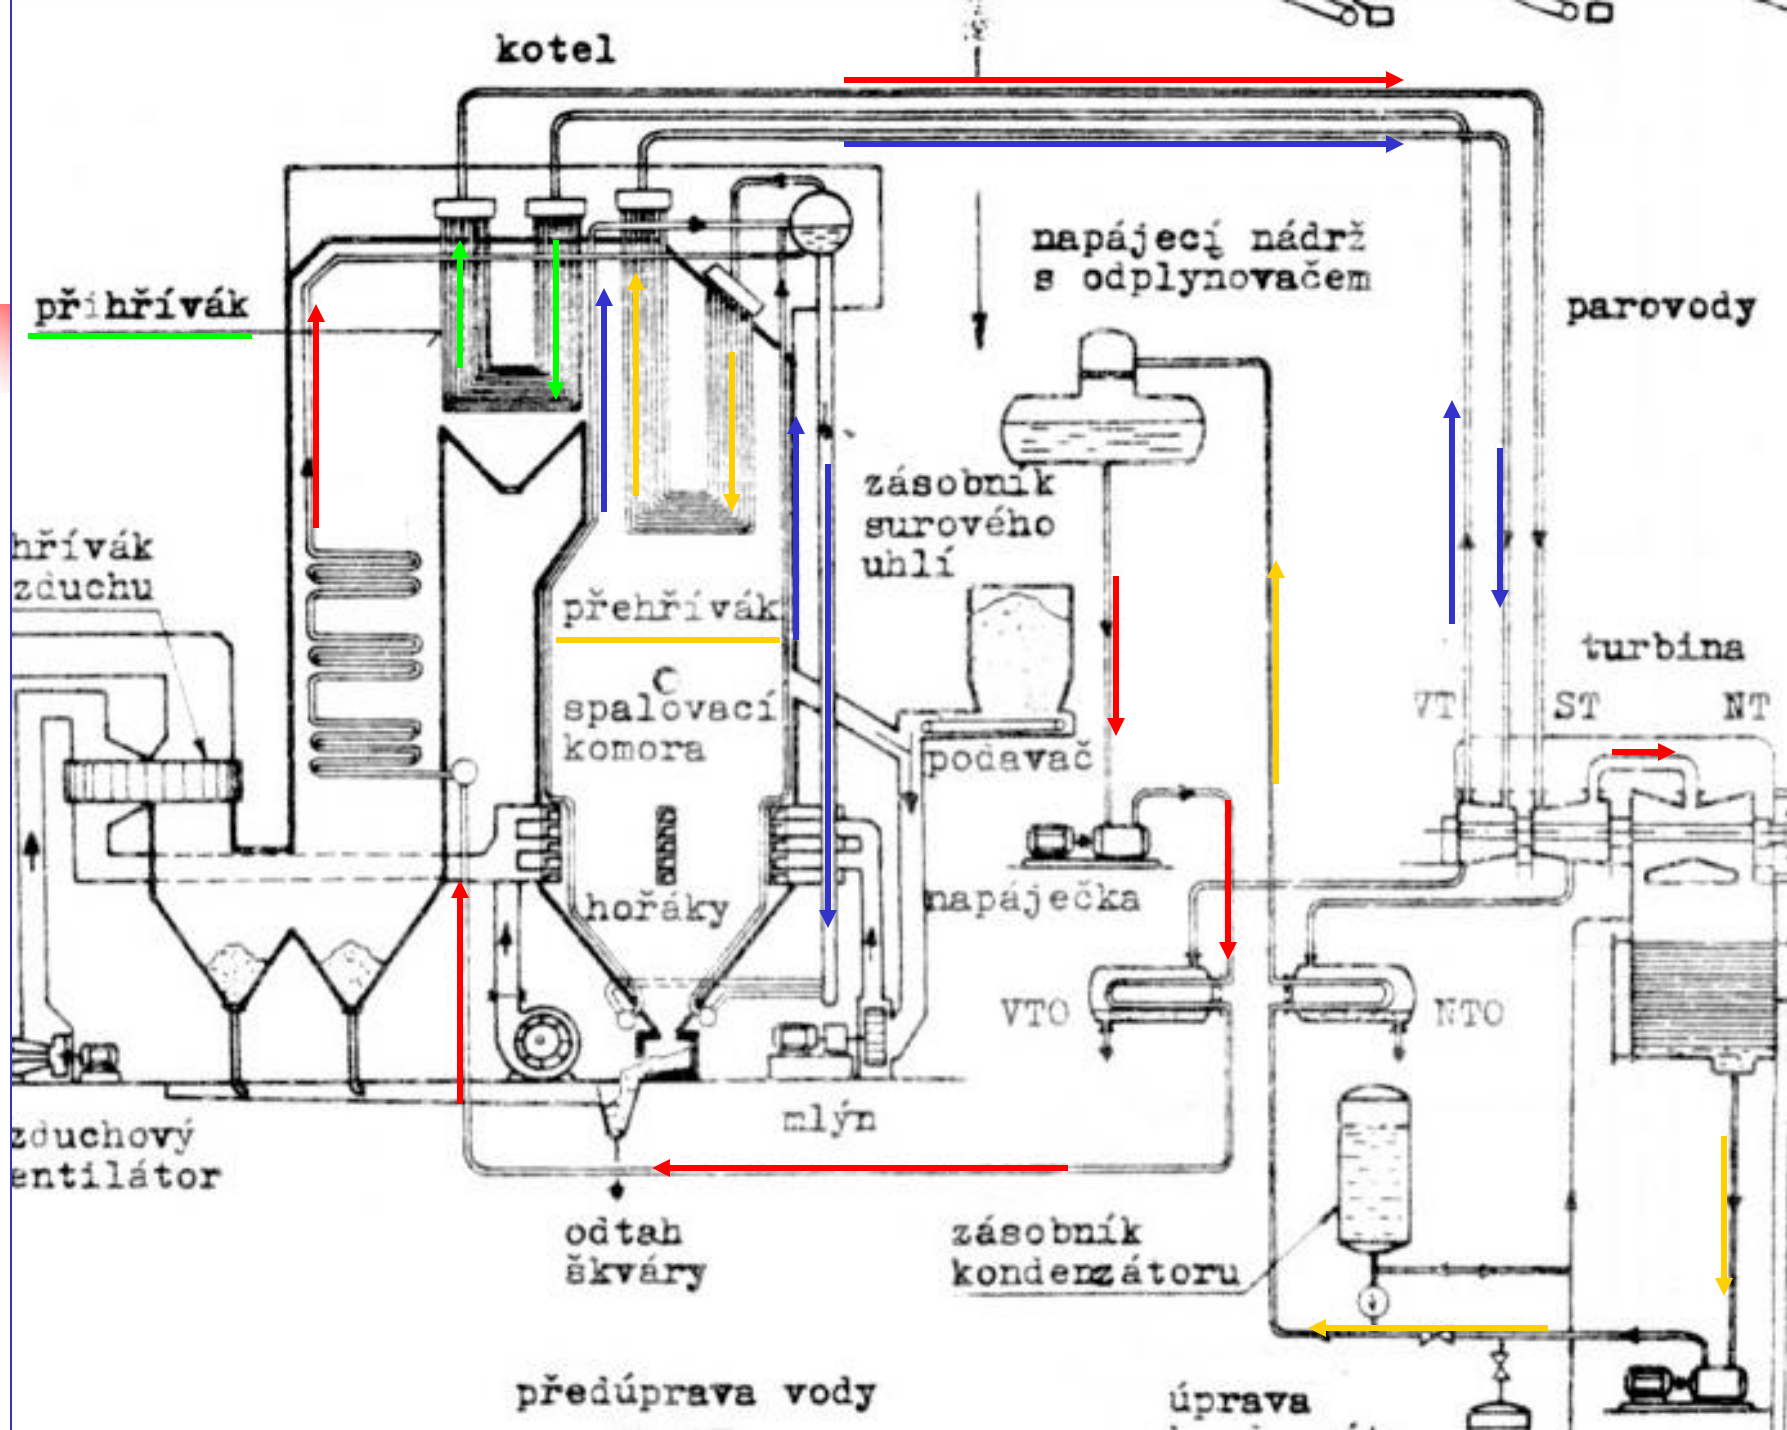 kotel
napájecí nádrž
s odplynovačem
přihřívák
parovody
zásobník
surového
uhlí
hřívák
zduchu
přehřívák
turbina
VT
ST
NT
spalovací
komora
podavač
hořáky
napáječka
VTO
NTO
mlýn
zduchový
entilátor
odtah
škváry
zásobník
kondenzátoru
předúprava vody
úprava